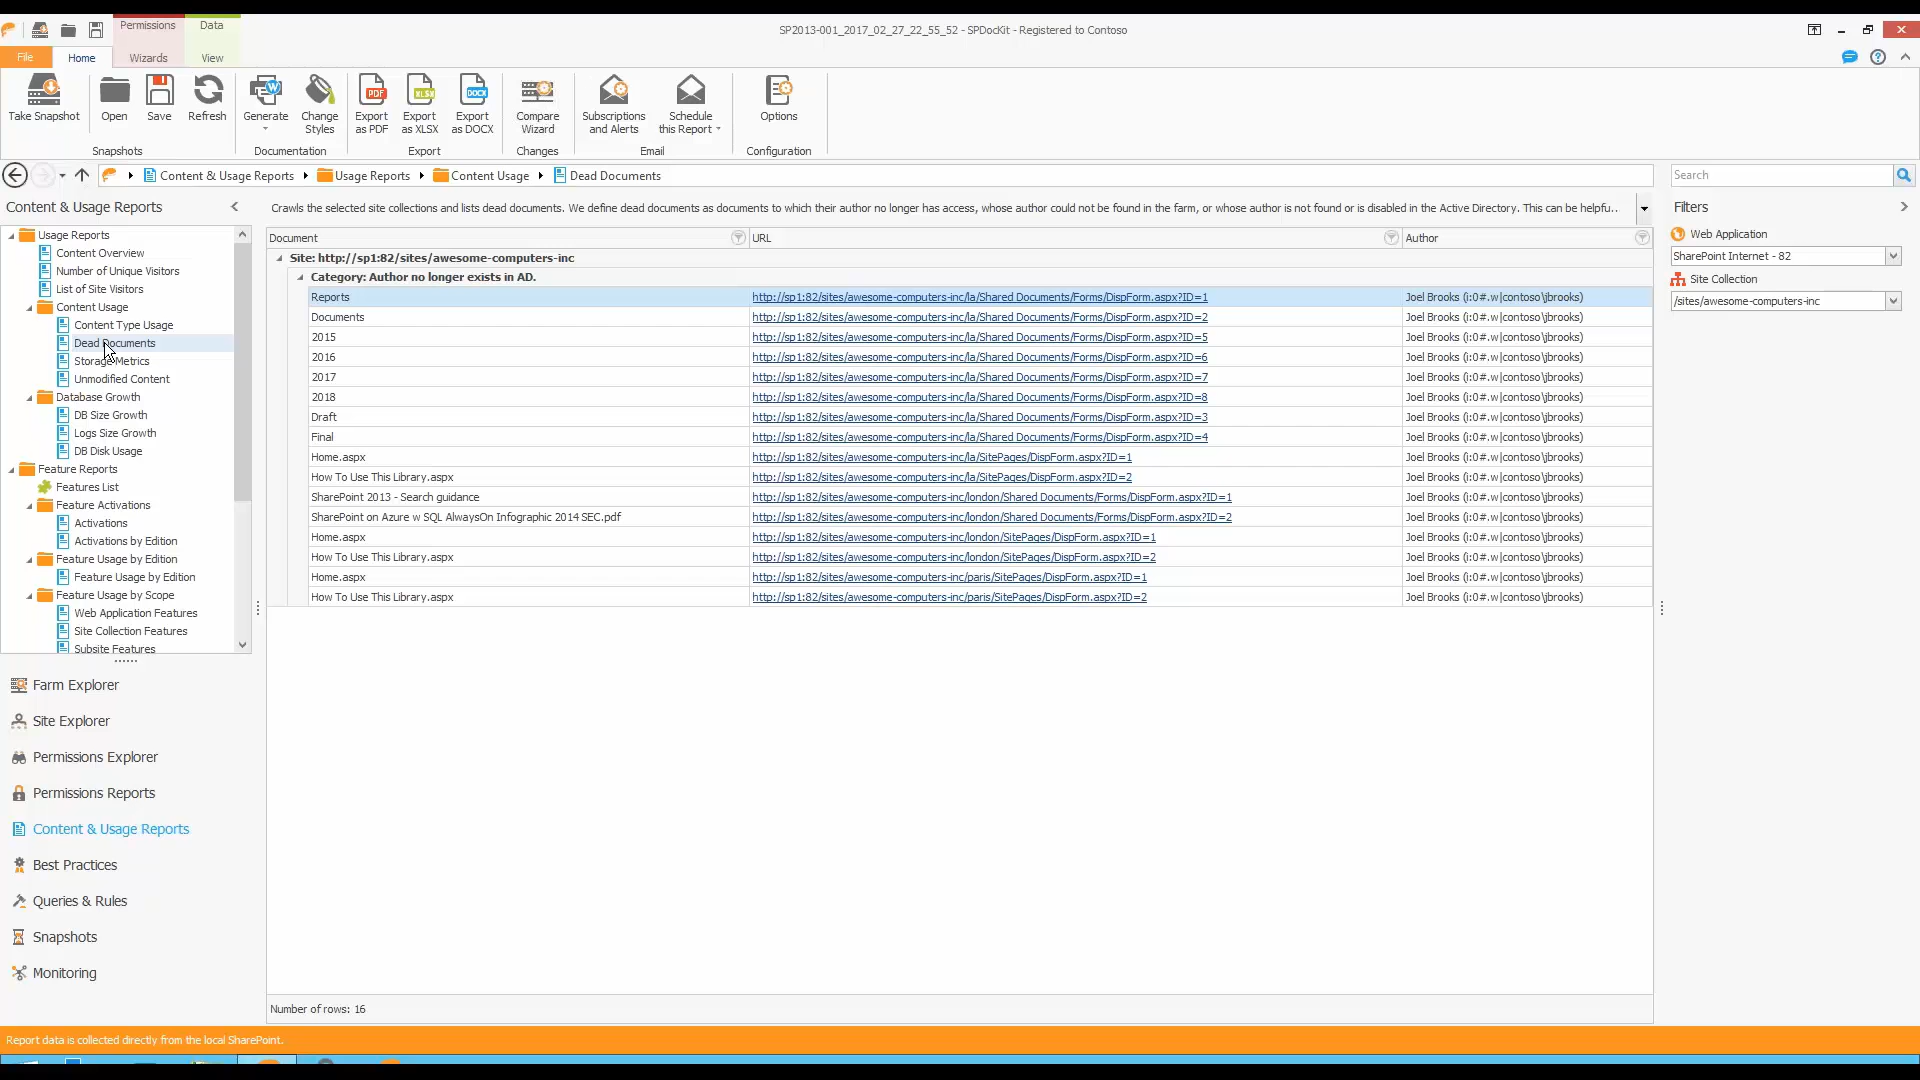 Permissions
Data
SP2013-001_2017_02_27_22_55_52 - SPDocKit - Registered to Contoso
File
Home
Wizards
View
Take Snapshot
Open
Save
Refresh
Generate
Change Styles
Export as PDF
Export as XLSX
Export as DOCX
Compare Wizard
Subscriptions and Alerts
Schedule this Report
Options
Snapshots
Documentation
Export
Changes
Email
Configuration
Content & Usage Reports
Usage Reports
Content Usage
Dead Documents
Search
Content & Usage Reports
Crawls the selected site collections and lists dead documents. We define dead documents as documents to which their author no longer has access, whose author could not be found in the farm, or whose author is not found or is disabled in the Active Directory. This can be helpfu...
Filters
Usage Reports
Content Overview
Number of Unique Visitors
List of Site Visitors
Content Usage
Content Type Usage
Dead Documents
Storage Metrics
Unmodified Content
Database Growth
DB Size Growth
Logs Size Growth
DB Disk Usage
Feature Reports
Features List
Feature Activations
Activations
Activations by Edition
Feature Usage by Edition
Feature Usage by Edition
Feature Usage by Scope
Web Application Features
Site Collection Features
Subsite Features
Document URL Author
Site: http://sp1:82/sites/awesome-computers-inc
Category: Author no longer exists in AD.
Reports http://sp1:82/sites/awesome-computers-inc/la/Shared Documents/Forms/DispForm.aspx?ID=1 Joel Brooks (i:0#.w|contoso\jbrooks)
Documents http://sp1:82/sites/awesome-computers-inc/la/Shared Documents/Forms/DispForm.aspx?ID=2 Joel Brooks (i:0#.w|contoso\jbrooks)
2015 http://sp1:82/sites/awesome-computers-inc/la/Shared Documents/Forms/DispForm.aspx?ID=5 Joel Brooks (i:0#.w|contoso\jbrooks)
2016 http://sp1:82/sites/awesome-computers-inc/la/Shared Documents/Forms/DispForm.aspx?ID=6 Joel Brooks (i:0#.w|contoso\jbrooks)
2017 http://sp1:82/sites/awesome-computers-inc/la/Shared Documents/Forms/DispForm.aspx?ID=7 Joel Brooks (i:0#.w|contoso\jbrooks)
2018 http://sp1:82/sites/awesome-computers-inc/la/Shared Documents/Forms/DispForm.aspx?ID=8 Joel Brooks (i:0#.w|contoso\jbrooks)
Draft http://sp1:82/sites/awesome-computers-inc/la/Shared Documents/Forms/DispForm.aspx?ID=3 Joel Brooks (i:0#.w|contoso\jbrooks)
Final http://sp1:82/sites/awesome-computers-inc/la/Shared Documents/Forms/DispForm.aspx?ID=4 Joel Brooks (i:0#.w|contoso\jbrooks)
Home.aspx http://sp1:82/sites/awesome-computers-inc/la/SitePages/DispForm.aspx?ID=1 Joel Brooks (i:0#.w|contoso\jbrooks)
How To Use This Library.aspx http://sp1:82/sites/awesome-computers-inc/la/SitePages/DispForm.aspx?ID=2 Joel Brooks (i:0#.w|contoso\jbrooks)
SharePoint 2013 - Search guidance http://sp1:82/sites/awesome-computers-inc/london/Shared Documents/Forms/DispForm.aspx?ID=1 Joel Brooks (i:0#.w|contoso\jbrooks)
SharePoint on Azure w SQL AlwaysOn Infographic 2014 SEC.pdf http://sp1:82/sites/awesome-computers-inc/london/Shared Documents/Forms/DispForm.aspx?ID=2 Joel Brooks (i:0#.w|contoso\jbrooks)
Home.aspx http://sp1:82/sites/awesome-computers-inc/london/SitePages/DispForm.aspx?ID=1 Joel Brooks (i:0#.w|contoso\jbrooks)
How To Use This Library.aspx http://sp1:82/sites/awesome-computers-inc/london/SitePages/DispForm.aspx?ID=2 Joel Brooks (i:0#.w|contoso\jbrooks)
Home.aspx http://sp1:82/sites/awesome-computers-inc/paris/SitePages/DispForm.aspx?ID=1 Joel Brooks (i:0#.w|contoso\jbrooks)
How To Use This Library.aspx http://sp1:82/sites/awesome-computers-inc/paris/SitePages/DispForm.aspx?ID=2 Joel Brooks (i:0#.w|contoso\jbrooks)
Web Application
SharePoint Internet - 82
Site Collection
/sites/awesome-computers-inc
Farm Explorer
Site Explorer
Permissions Explorer
Permissions Reports
Content & Usage Reports
Best Practices
Queries & Rules
Snapshots
Monitoring
Number of rows: 16
Report data is collected directly from the local SharePoint.